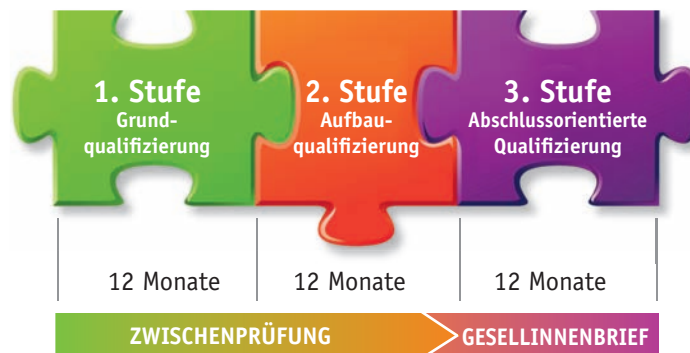 1. Stufe
Grund-
qualifizierung
2. Stufe
Aufbau-
qualifizierung
3. Stufe
Abschlussorientierte
Qualifizierung
12 Monate
12 Monate
12 Monate
ZWISCHENPRÜFUNG
GESELLINNENBRIEF